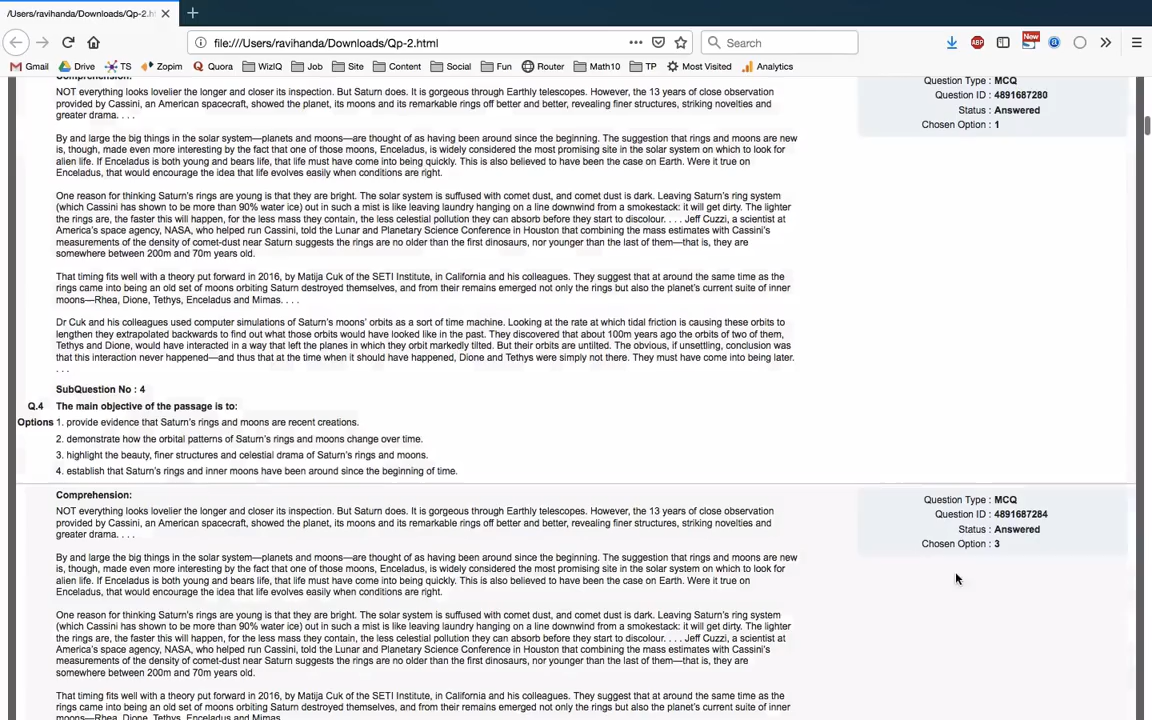 /Users/ravihanda/Downloads/Qp-2.h
file:///Users/ravihanda/Downloads/Qp-2.html
Search
New
ABP
Gmail Drive TS Zopim Quora WizIQ Job Site Content Social Fun Router Math10 TP Most Visited Analytics
Comprehension:
NOT everything looks lovelier the longer and closer its inspection. But Saturn does. It is gorgeous through Earthly telescopes. However, the 13 years of close observation
provided by Cassini, an American spacecraft, showed the planet, its moons and its remarkable rings off better and better, revealing finer structures, striking novelties and
greater drama. . . .
By and large the big things in the solar system—planets and moons—are thought of as having been around since the beginning. The suggestion that rings and moons are new
is, though, made even more interesting by the fact that one of those moons, Enceladus, is widely considered the most promising site in the solar system on which to look for
alien life. If Enceladus is both young and bears life, that life must have come into being quickly. This is also believed to have been the case on Earth. Were it true on
Enceladus, that would encourage the idea that life evolves easily when conditions are right.
One reason for thinking Saturn's rings are young is that they are bright. The solar system is suffused with comet dust, and comet dust is dark. Leaving Saturn's ring system
(which Cassini has shown to be more than 90% water ice) out in such a mist is like leaving laundry hanging on a line downwind from a smokestack: it will get dirty. The lighter
the rings are, the faster this will happen, for the less mass they contain, the less celestial pollution they can absorb before they start to discolour. . . . Jeff Cuzzi, a scientist at
America's space agency, NASA, who helped run Cassini, told the Lunar and Planetary Science Conference in Houston that combining the mass estimates with Cassini's
measurements of the density of comet-dust near Saturn suggests the rings are no older than the first dinosaurs, nor younger than the last of them—that is, they are
somewhere between 200m and 70m years old.
That timing fits well with a theory put forward in 2016, by Matija Cuk of the SETI Institute, in California and his colleagues. They suggest that at around the same time as the
rings came into being an old set of moons orbiting Saturn destroyed themselves, and from their remains emerged not only the rings but also the planet's current suite of inner
moons—Rhea, Dione, Tethys, Enceladus and Mimas. . . .
Dr Cuk and his colleagues used computer simulations of Saturn's moons' orbits as a sort of time machine. Looking at the rate at which tidal friction is causing these orbits to
lengthen they extrapolated backwards to find out what those orbits would have looked like in the past. They discovered that about 100m years ago the orbits of two of them,
Tethys and Dione, would have interacted in a way that left the planes in which they orbit markedly tilted. But their orbits are untilted. The obvious, if unsettling, conclusion was
that this interaction never happened—and thus that at the time when it should have happened, Dione and Tethys were simply not there. They must have come into being later.
. . .
SubQuestion No : 4
Q.4 The main objective of the passage is to:
Options 1. provide evidence that Saturn's rings and moons are recent creations.
2. demonstrate how the orbital patterns of Saturn's rings and moons change over time.
3. highlight the beauty, finer structures and celestial drama of Saturn's rings and moons.
4. establish that Saturn's rings and inner moons have been around since the beginning of time.
Question Type : MCQ
Question ID : 4891687280
Status : Answered
Chosen Option : 1
Comprehension:
NOT everything looks lovelier the longer and closer its inspection. But Saturn does. It is gorgeous through Earthly telescopes. However, the 13 years of close observation
provided by Cassini, an American spacecraft, showed the planet, its moons and its remarkable rings off better and better, revealing finer structures, striking novelties and
greater drama. . . .
By and large the big things in the solar system—planets and moons—are thought of as having been around since the beginning. The suggestion that rings and moons are new
is, though, made even more interesting by the fact that one of those moons, Enceladus, is widely considered the most promising site in the solar system on which to look for
alien life. If Enceladus is both young and bears life, that life must have come into being quickly. This is also believed to have been the case on Earth. Were it true on
Enceladus, that would encourage the idea that life evolves easily when conditions are right.
One reason for thinking Saturn's rings are young is that they are bright. The solar system is suffused with comet dust, and comet dust is dark. Leaving Saturn's ring system
(which Cassini has shown to be more than 90% water ice) out in such a mist is like leaving laundry hanging on a line downwind from a smokestack: it will get dirty. The lighter
the rings are, the faster this will happen, for the less mass they contain, the less celestial pollution they can absorb before they start to discolour. . . . Jeff Cuzzi, a scientist at
America's space agency, NASA, who helped run Cassini, told the Lunar and Planetary Science Conference in Houston that combining the mass estimates with Cassini's
measurements of the density of comet-dust near Saturn suggests the rings are no older than the first dinosaurs, nor younger than the last of them—that is, they are
somewhere between 200m and 70m years old.
That timing fits well with a theory put forward in 2016, by Matija Cuk of the SETI Institute, in California and his colleagues. They suggest that at around the same time as the
rings came into being an old set of moons orbiting Saturn destroyed themselves, and from their remains emerged not only the rings but also the planet's current suite of inner
moons—Rhea, Dione, Tethys, Enceladus and Mimas.
Question Type : MCQ
Question ID : 4891687284
Status : Answered
Chosen Option : 3